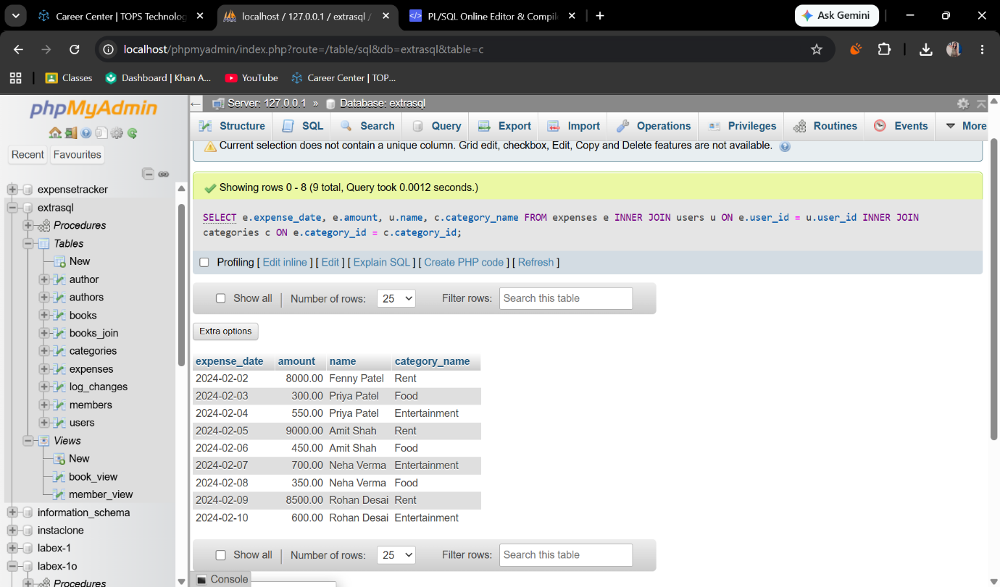 Career Center | TOPS Technolog
localhost / 127.0.0.1 / extrasql /
PL/SQL Online Editor & Compil
Ask Gemini
localhost/phpmyadmin/index.php?route=/table/sql&db=extrasql&table=c
Classes
Dashboard | Khan A...
YouTube
Career Center | TOP...
phpMyAdmin
Recent
Favourites
expensetracker
extrasql
Procedures
Tables
New
author
authors
books
books_join
categories
expenses
log_changes
members
users
Views
New
book_view
member_view
information_schema
instaclone
labex-1
labex-1o
Procedures
Server: 127.0.0.1 » Database: extrasql
Structure SQL Search Query Export Import Operations Privileges Routines Events More
Current selection does not contain a unique column. Grid edit, checkbox, Edit, Copy and Delete features are not available.
Showing rows 0 - 8 (9 total, Query took 0.0012 seconds.)
SELECT e.expense_date, e.amount, u.name, c.category_name FROM expenses e INNER JOIN users u ON e.user_id = u.user_id INNER JOIN
categories c ON e.category_id = c.category_id;
Profiling [ Edit inline ] [ Edit ] [ Explain SQL ] [ Create PHP code ] [ Refresh ]
Show all | Number of rows: 25 Filter rows: Search this table
Extra options
expense_date amount name category_name
2024-02-02 8000.00 Fenny Patel Rent
2024-02-03 300.00 Priya Patel Food
2024-02-04 550.00 Priya Patel Entertainment
2024-02-05 9000.00 Amit Shah Rent
2024-02-06 450.00 Amit Shah Food
2024-02-07 700.00 Neha Verma Entertainment
2024-02-08 350.00 Neha Verma Food
2024-02-09 8500.00 Rohan Desai Rent
2024-02-10 600.00 Rohan Desai Entertainment
Show all | Number of rows: 25 Filter rows: Search this table
Console